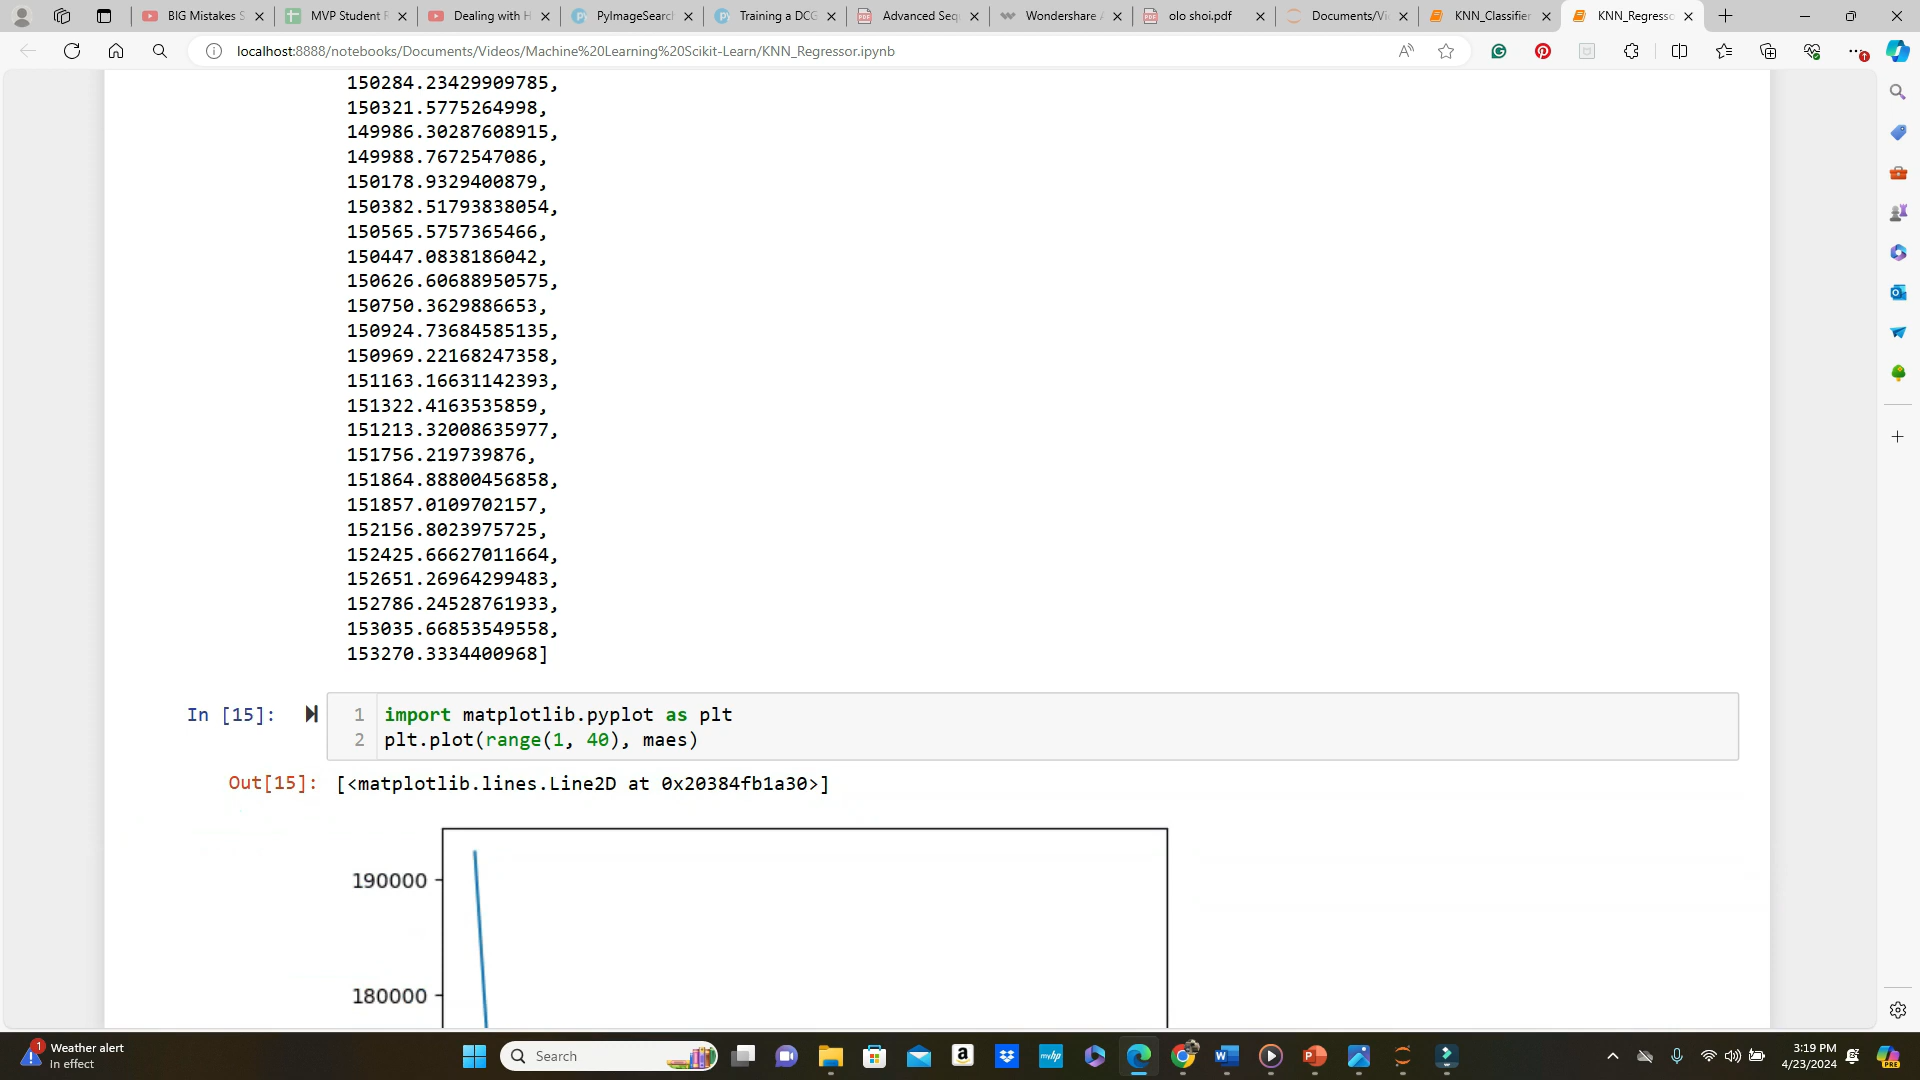 BIG Mistakes S
MVP Student R
Dealing with H
PyImageSearc
Training a DCG
Advanced Seq
Wondershare
olo shoi.pdf
Documents/Vi
KNN_Classifier
KNN_Regresso
localhost:8888/notebooks/Documents/Videos/Machine%20Learning%20Scikit-Learn/KNN_Regressor.ipynb
150284.23429909785,
150321.5775264998,
149986.30287608915,
149988.7672547086,
150178.9329400879,
150382.51793838054,
150565.5757365466,
150447.0838186042,
150626.60688950575,
150750.3629886653,
150924.73684585135,
150969.22168247358,
151163.16631142393,
151322.4163535859,
151213.32008635977,
151756.219739876,
151864.88800456858,
151857.0109702157,
152156.8023975725,
152425.66627011664,
152651.26964299483,
152786.24528761933,
153035.66853549558,
153270.3334400968]
In [15]:
1 import matplotlib.pyplot as plt
2 plt.plot(range(1, 40), maes)
Out[15]: [<matplotlib.lines.Line2D at 0x20384fb1a30>]
190000
180000
1 Weather alert
In effect
Search
3:19 PM
4/23/2024